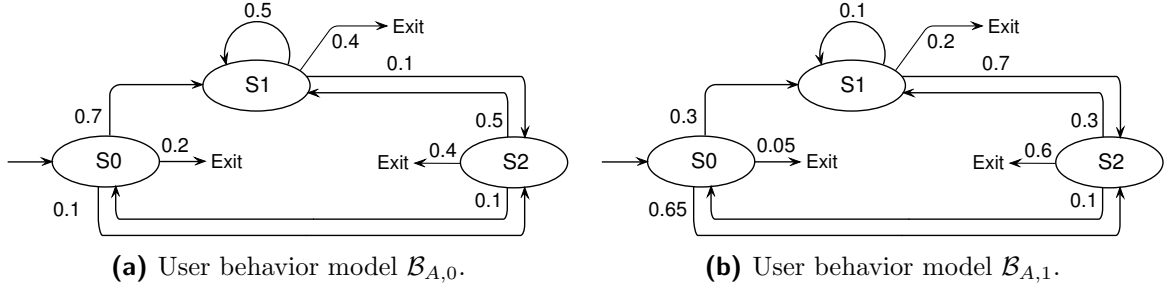 0.5
Exit
0.4
S1
0.1
0.7
0.5
S0
0.2
Exit
Exit
0.4
S2
0.1
0.1
(a) User behavior model B_{A,0}.
0.1
Exit
0.2
S1
0.7
0.3
0.3
S0
0.05
Exit
Exit
0.6
S2
0.65
0.1
(b) User behavior model B_{A,1}.